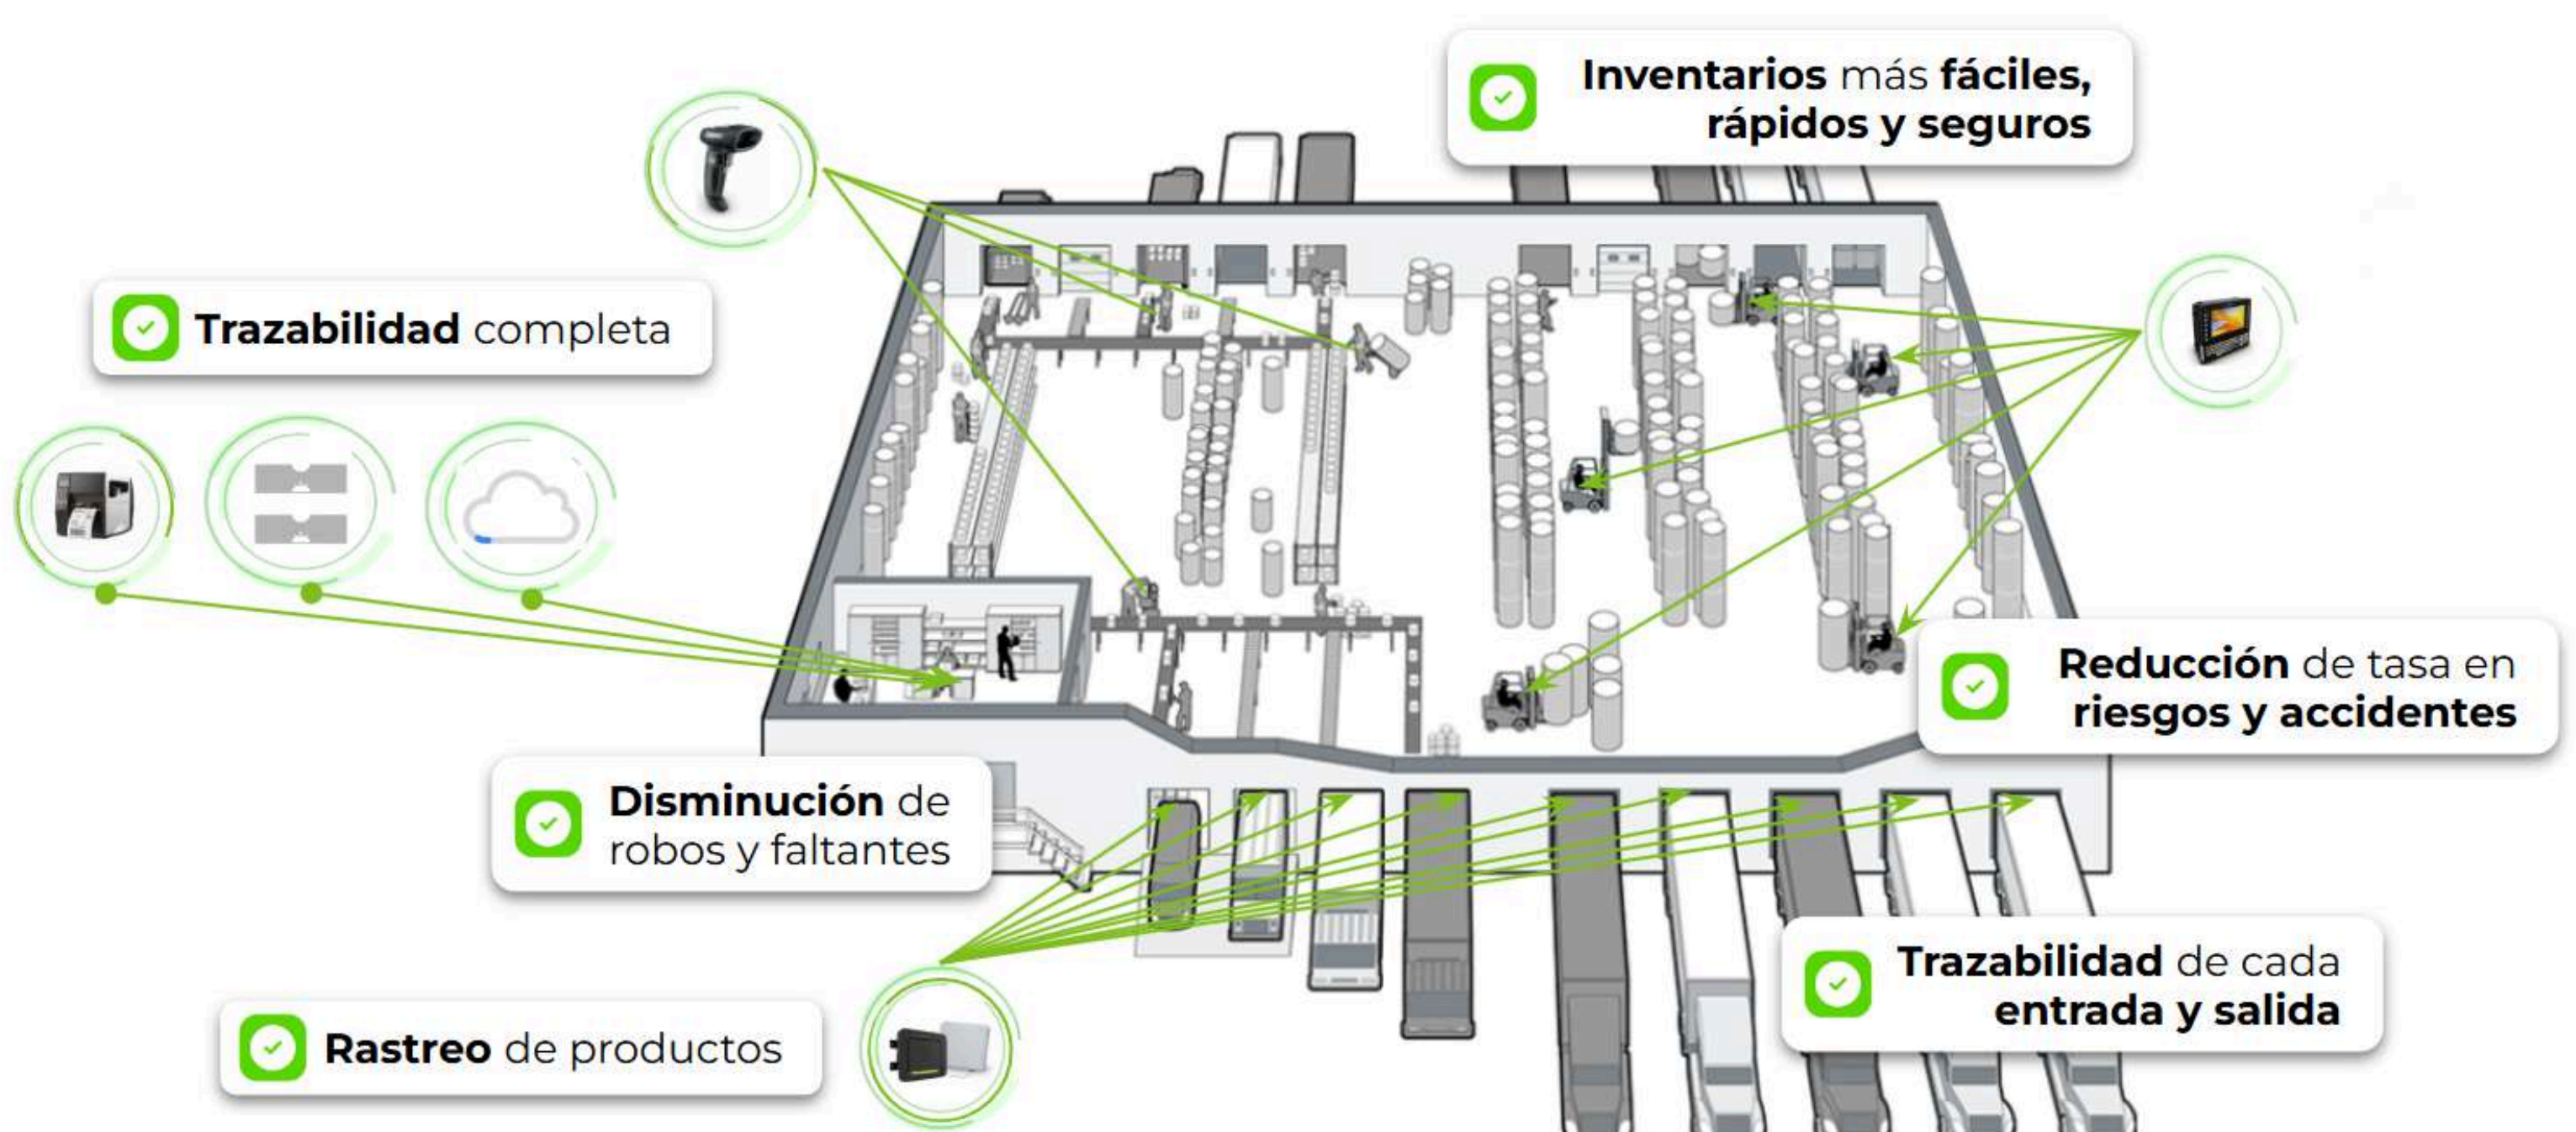 Inventarios más fáciles,
rápidos y seguros
Trazabilidad completa
Reducción de tasa en
riesgos y accidentes
Disminución de
robos y faltantes
Trazabilidad de cada
entrada y salida
Rastreo de productos